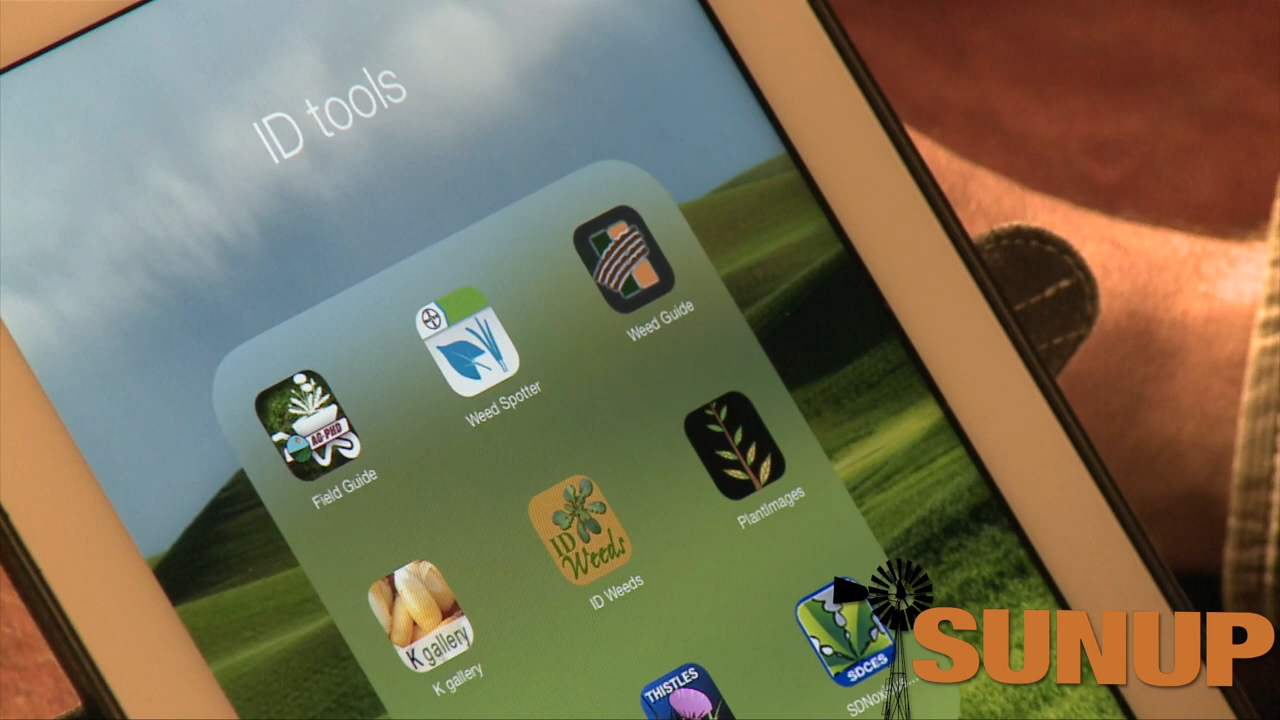 ID tools
Field Guide
Weed Spotter
Weed Guide
AG PHD
K gallery
K gallery
ID Weeds
ID
Weeds
PlantImages
THISTLES
SDCES
SUNUP